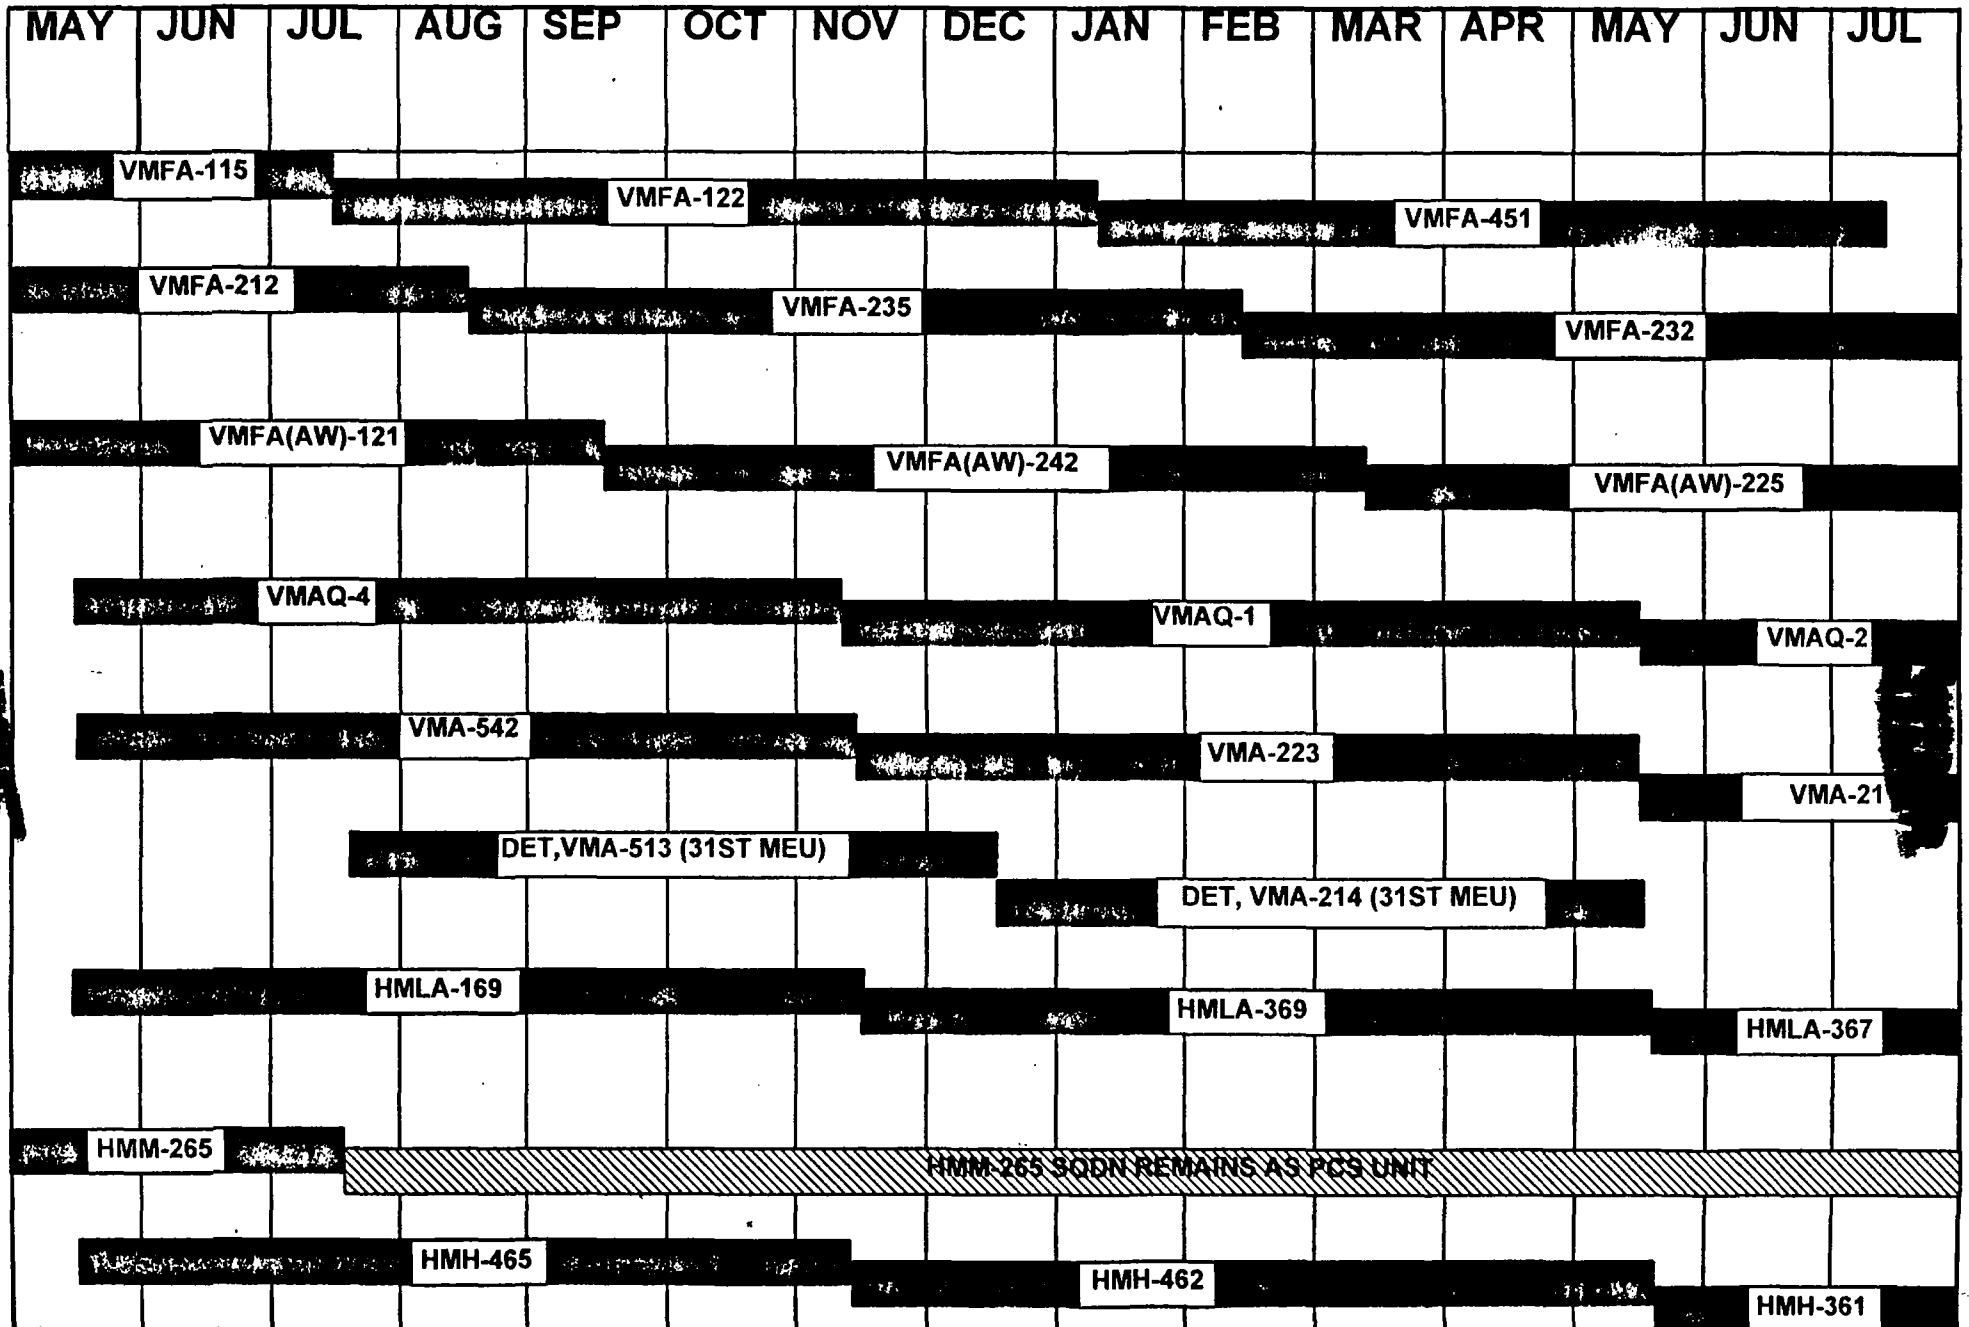 MAY JUN JUL AUG SEP OCT NOV DEC JAN FEB MAR APR MAY JUN JUL
VMFA-115
VMFA-122
VMFA-451
VMFA-212
VMFA-235
VMFA-232
VMFA(AW)-121
VMFA(AW)-242
VMFA(AW)-225
VMAQ-4
VMAQ-1
VMAQ-2
VMA-542
VMA-223
VMA-21
DET,VMA-513 (31ST MEU)
DET, VMA-214 (31ST MEU)
HMLA-169
HMLA-369
HMLA-367
HMM-265
HMM-265 SQDN REMAINS AS PCS UNIT
HMH-465
HMH-462
HMH-361